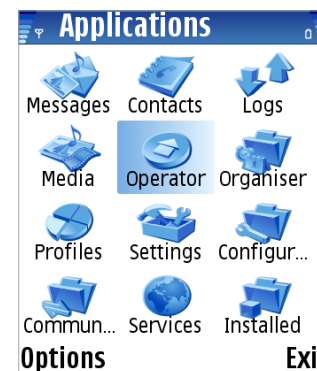 Applications
Messages Contacts Logs
Media Operator Organiser
Profiles Settings Configur...
Commun... Services Installed
Options Exi